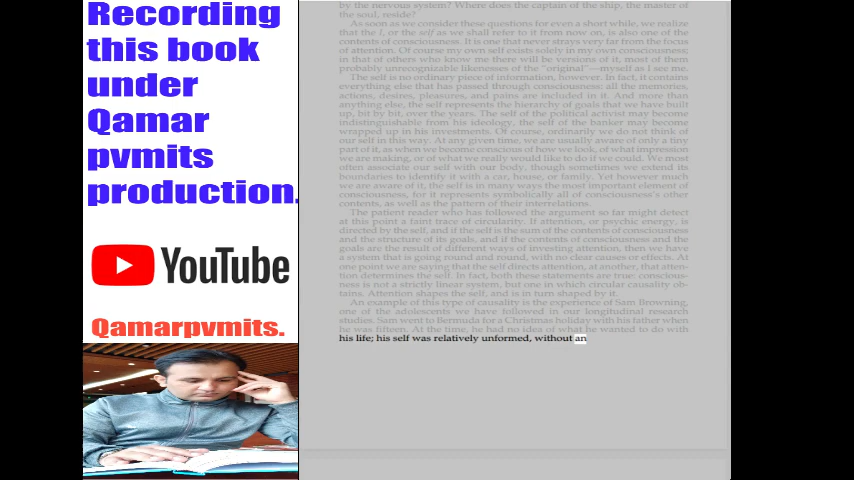 Recording
this book
under
Qamar
pvmits
production.
YouTube
Qamarpvmits.
by the nervous system? Where does the captain of the ship, the master of
the soul, reside?
As soon as we consider these questions for even a short while, we realize
that the I, or the self as we shall refer to it from now on, is also one of the
contents of consciousness. It is one that never strays very far from the focus
of attention. Of course my own self exists solely in my own consciousness;
in that of others who know me there will be versions of it, most of them
probably unrecognizable likenesses of the "original"—myself as I see me.
The self is no ordinary piece of information, however. In fact, it contains
everything else that has passed through consciousness: all the memories,
actions, desires, pleasures, and pains are included in it. And more than
anything else, the self represents the hierarchy of goals that we have built
up, bit by bit, over the years. The self of the political activist may become
indistinguishable from his ideology, the self of the banker may become
wrapped up in his investments. Of course, ordinarily we do not think of
our self in this way. At any given time, we are usually aware of only a tiny
part of it, as when we become conscious of how we look, of what impression
we are making, or of what we really would like to do if we could. We most
often associate our self with our body, though sometimes we extend its
boundaries to identify it with a car, house, or family. Yet however much
we are aware of it, the self is in many ways the most important element of
consciousness, for it represents symbolically all of consciousness's other
contents, as well as the pattern of their interrelations.
The patient reader who has followed the argument so far might detect
at this point a faint trace of circularity. If attention, or psychic energy, is
directed by the self, and if the self is the sum of the contents of consciousness
and the structure of its goals, and if the contents of consciousness and the
goals are the result of different ways of investing attention, then we have
a system that is going round and round, with no clear causes or effects. At
one point we are saying that the self directs attention, at another, that atten-
tion determines the self. In fact, both these statements are true: conscious-
ness is not a strictly linear system, but one in which circular causality ob-
tains. Attention shapes the self, and is in turn shaped by it.
An example of this type of causality is the experience of Sam Browning,
one of the adolescents we have followed in our longitudinal research
studies. Sam went to Bermuda for a Christmas holiday with his father when
he was fifteen. At the time, he had no idea of what he wanted to do with
his life; his self was relatively unformed, without an